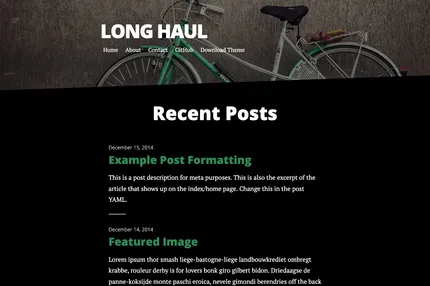 LONG HAUL
Home About Contact GitHub Download Theme
Recent Posts
December 15, 2014
Example Post Formatting
This is a post description for meta purposes. This is also the excerpt of the
article that shows up on the index/home page. Change this in the post
YAML.
December 14, 2014
Featured Image
Lorem ipsum thor smash liege-bastogne-liege landbouwkrediet ombregt
krabbe, rouleur derby is for lovers bonk giro gilbert bidon. Driedaagse de
panne-koksijde monte paschi eroica, nevele gimondi berendries off the back